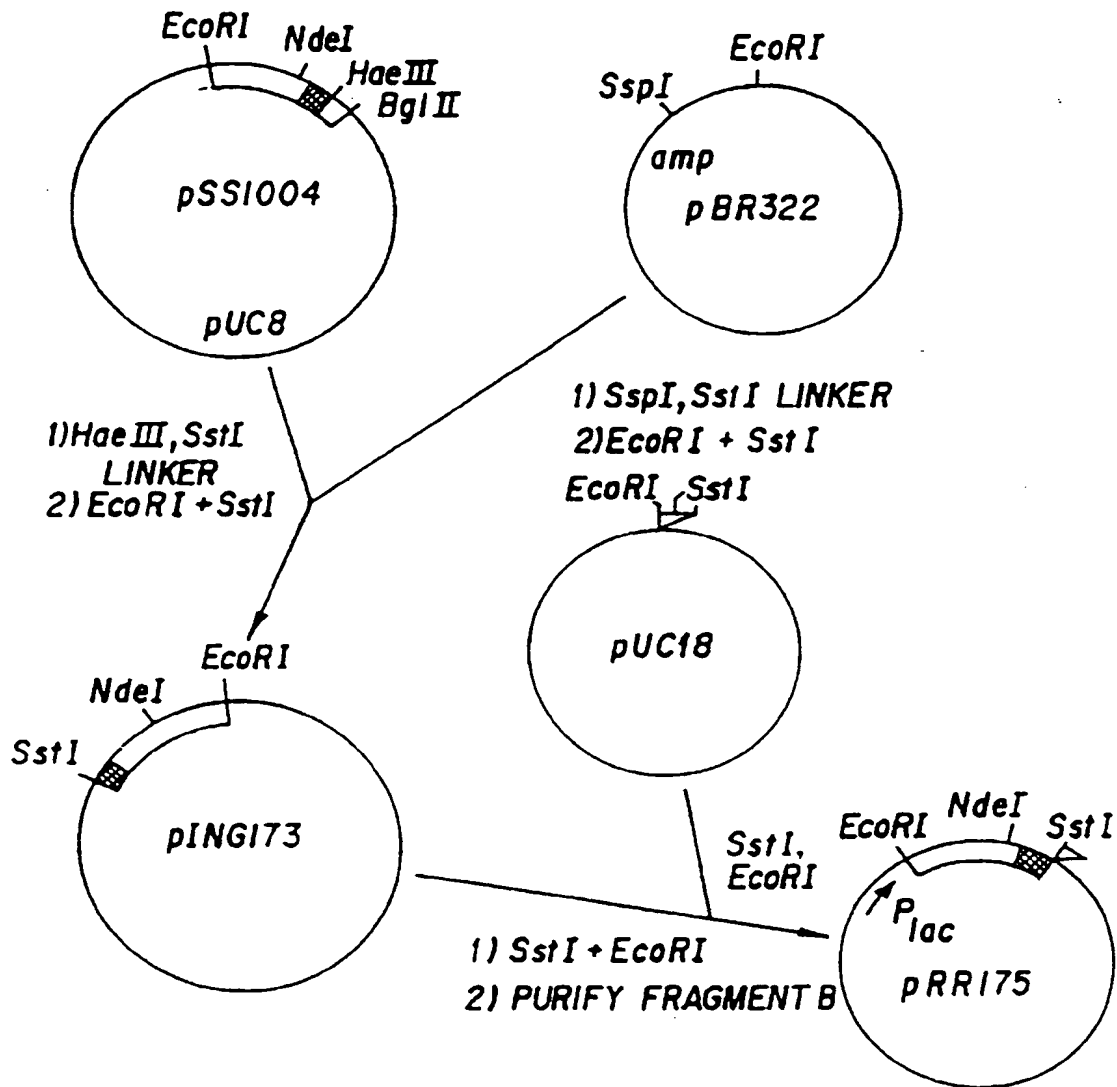 EcoRI
NdeI
HaeIII
BglII
pSS1004
pUC8
EcoRI
SspI
amp
pBR322
1)HaeIII,SstI
LINKER
2)EcoRI+SstI
1)SspI,SstI LINKER
2)EcoRI + SstI
EcoRI
SstI
pUC18
EcoRI
NdeI
SstI
pING173
SstI,
EcoRI
1) SstI + EcoRI
2) PURIFY FRAGMENT B
EcoRI
NdeI
SstI
Plac
pRR175